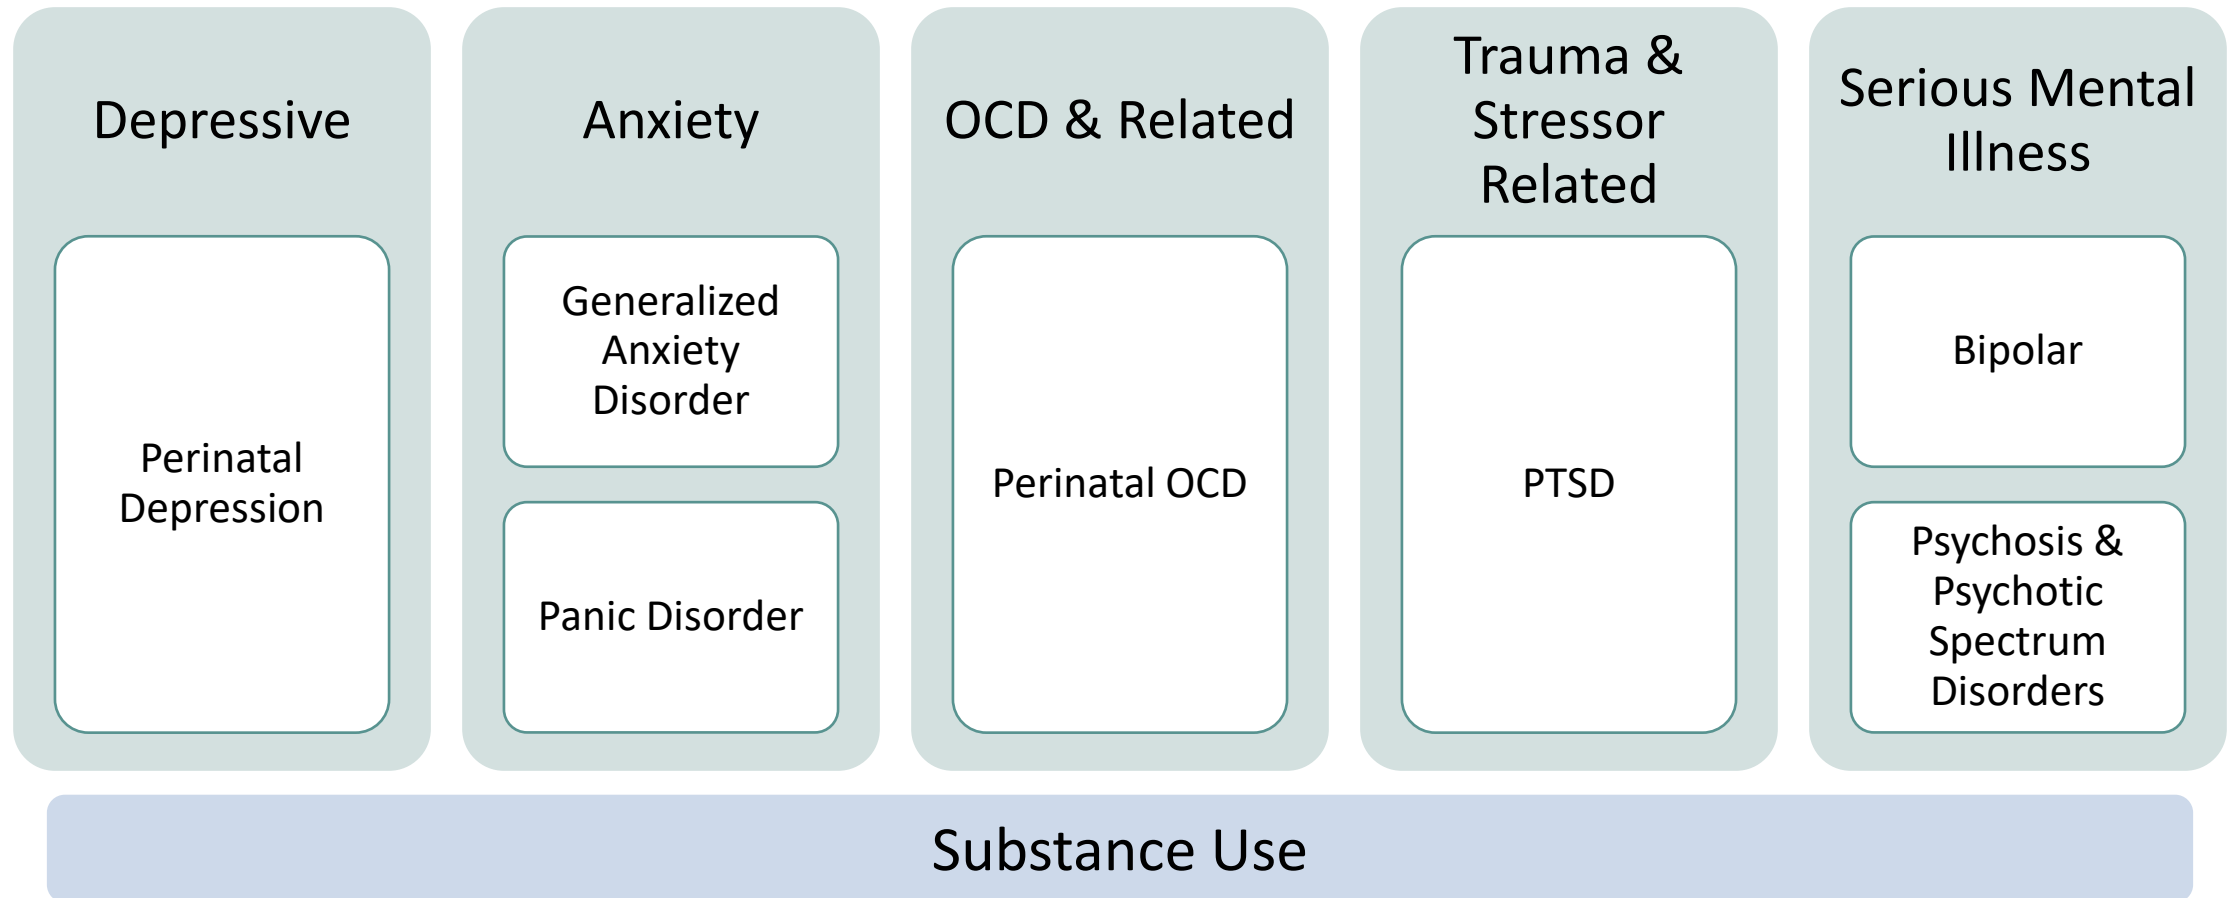 Depressive
Perinatal
Depression
Anxiety
Generalized
Anxiety
Disorder
Panic Disorder
OCD & Related
Perinatal OCD
Trauma &
Stressor
Related
PTSD
Serious Mental
Illness
Bipolar
Psychosis &
Psychotic
Spectrum
Disorders
Substance Use